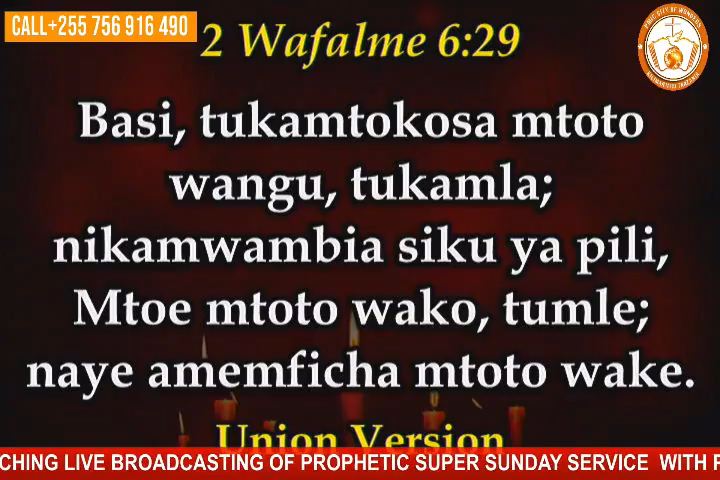 CALL+255 756 916 490
2 Wafalme 6:29
Basi, tukamtokosa mtoto
wangu, tukamla;
nikamwambia siku ya pili,
Mtoe mtoto wako, tumle;
naye amemficha mtoto wake.
Union Version
CHING LIVE BROADCASTING OF PROPHETIC SUPER SUNDAY SERVICE WITH